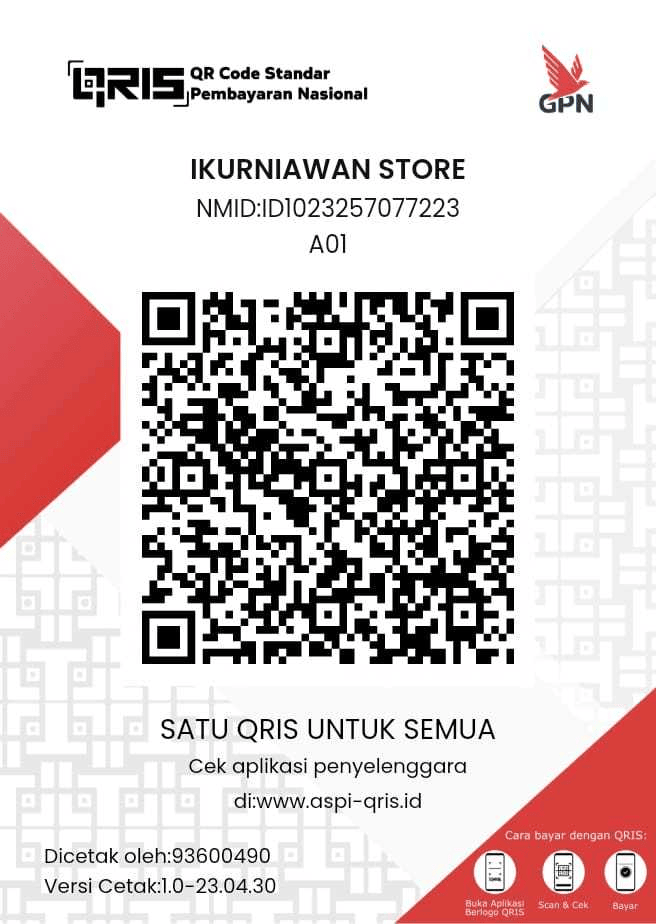 QRIS QR Code Standar
Pembayaran Nasional
GPN
IKURNIAWAN STORE
NMID:ID1023257077223
A01
SATU QRIS UNTUK SEMUA
Cek aplikasi penyelenggara
di:www.aspi-qris.id
Dicetak oleh:93600490
Versi Cetak:1.0-23.04.30
Cara bayar dengan QRIS:
Buka Aplikasi
Berlogo QRIS
Scan & Cek
Bayar